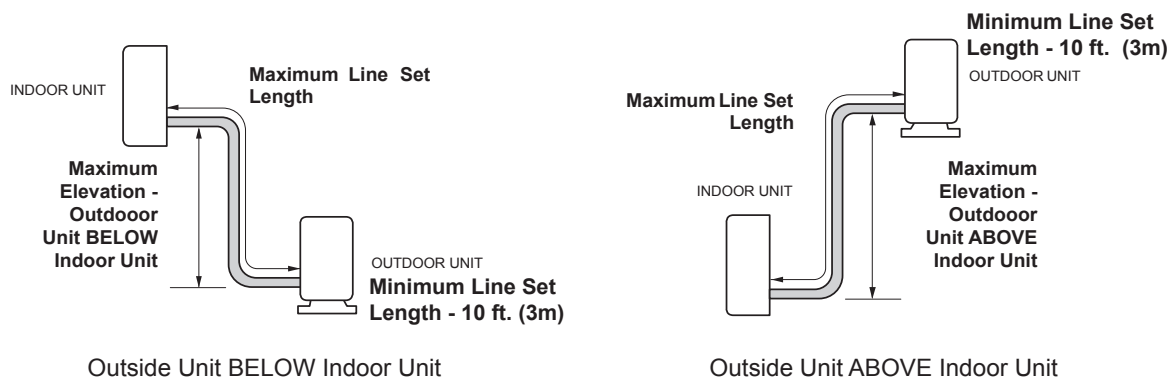 INDOOR UNIT
Maximum Line Set
Length
Maximum
Elevation -
Outdooor
Unit BELOW
Indoor Unit
OUTDOOR UNIT
Minimum Line Set
Length - 10 ft. (3m)
Outside Unit BELOW Indoor Unit
Minimum Line Set
Length - 10 ft. (3m)
OUTDOOR UNIT
Maximum Line Set
Length
INDOOR UNIT
Maximum
Elevation -
Outdooor
Unit ABOVE
Indoor Unit
Outside Unit ABOVE Indoor Unit